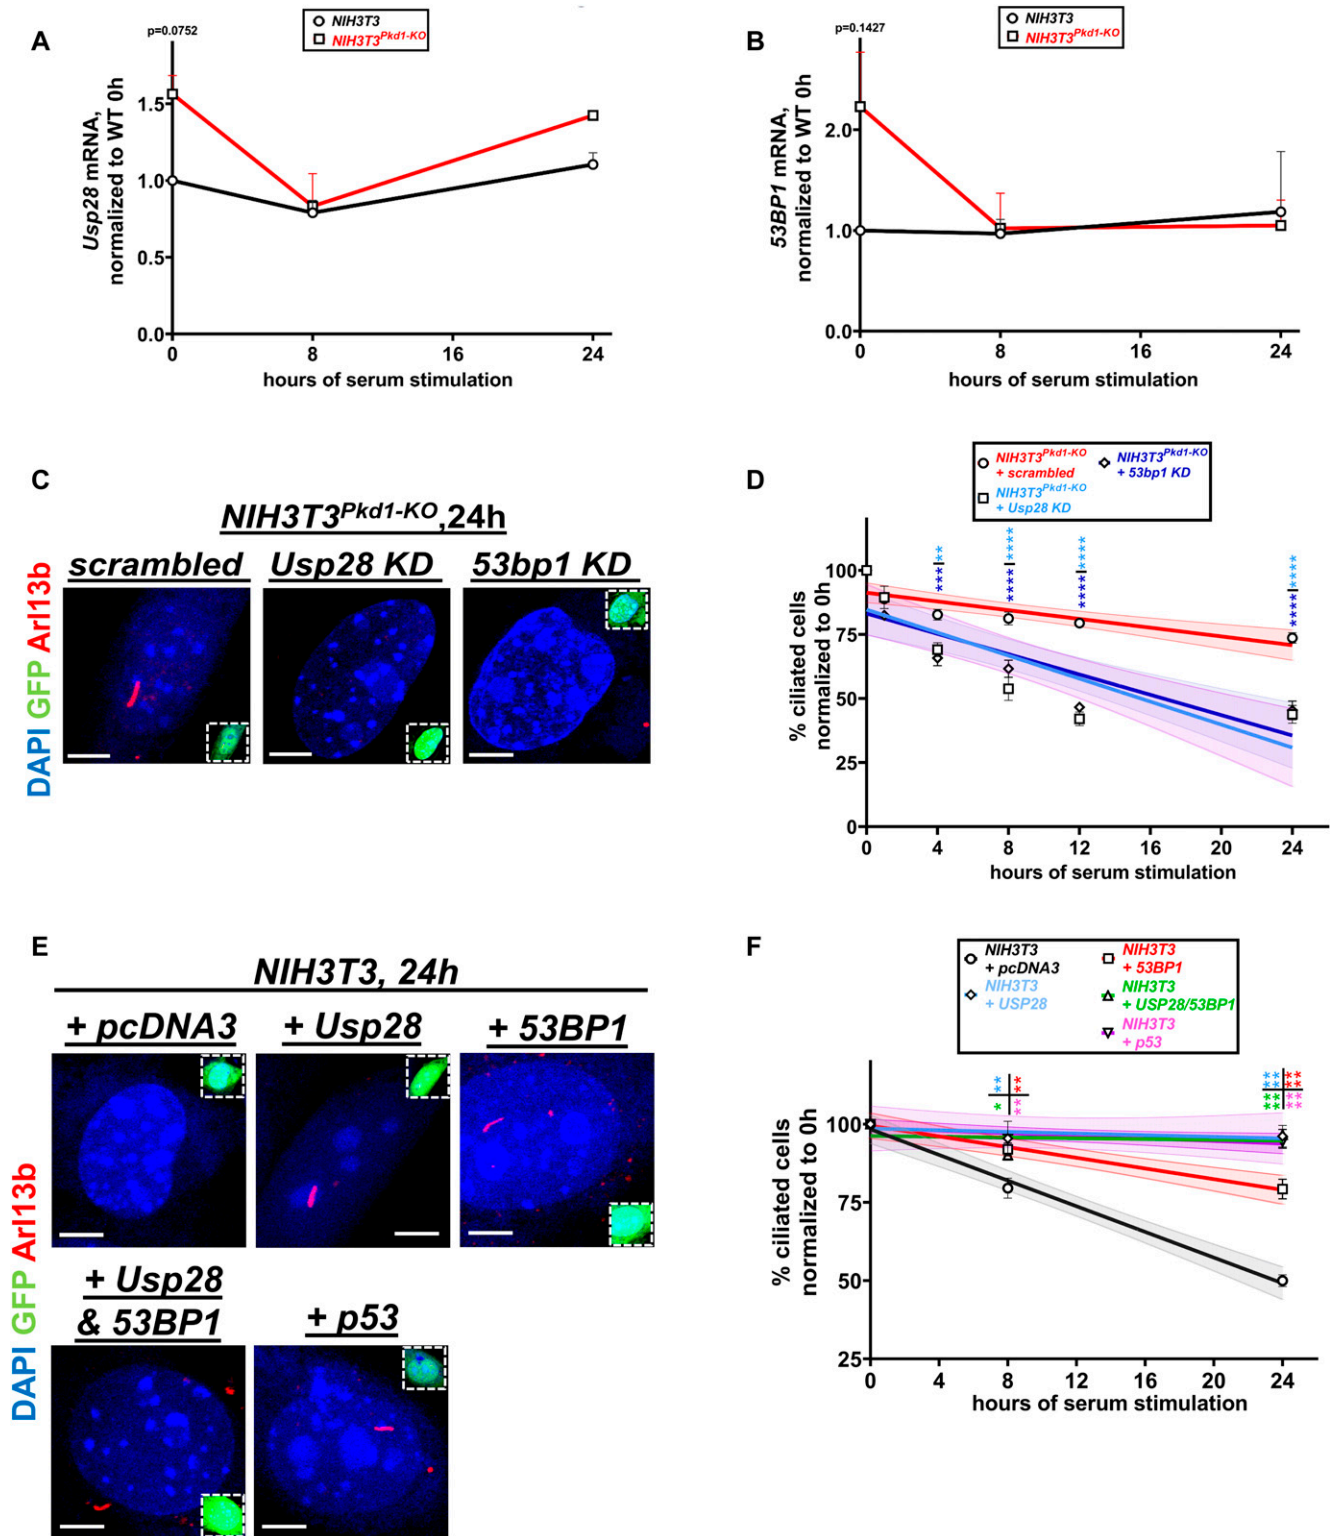 A
p=0.0752
NIH3T3
NIH3T3Pkd1-KO
Usp28 mRNA,
normalized to WT 0h
1.5
1.0
0.5
0.0
0 8 16 24
hours of serum stimulation
B
p=0.1427
NIH3T3
NIH3T3Pkd1-KO
53BP1 mRNA,
normalized to WT 0h
2.0
1.0
0.0
0 8 16 24
hours of serum stimulation
C
NIH3T3Pkd1-KO,24h
scrambled Usp28 KD 53bp1 KD
DAPI GFP Arl13b
D
NIH3T3Pkd1-KO
+ scrambled
NIH3T3Pkd1-KO
+ Usp28 KD
NIH3T3Pkd1-KO
+ 53bp1 KD
% ciliated cells
normalized to 0h
100
75
50
25
0
0 4 8 12 16 20 24
hours of serum stimulation
E
NIH3T3, 24h
+ pcDNA3 + Usp28 + 53BP1
+ Usp28
& 53BP1
+ p53
DAPI GFP Arl13b
F
NIH3T3
+ pcDNA3
NIH3T3
+ USP28
NIH3T3
+ 53BP1
NIH3T3
+ USP28/53BP1
NIH3T3
+ p53
% ciliated cells
normalized to 0h
100
75
50
25
0 4 8 12 16 20 24
hours of serum stimulation